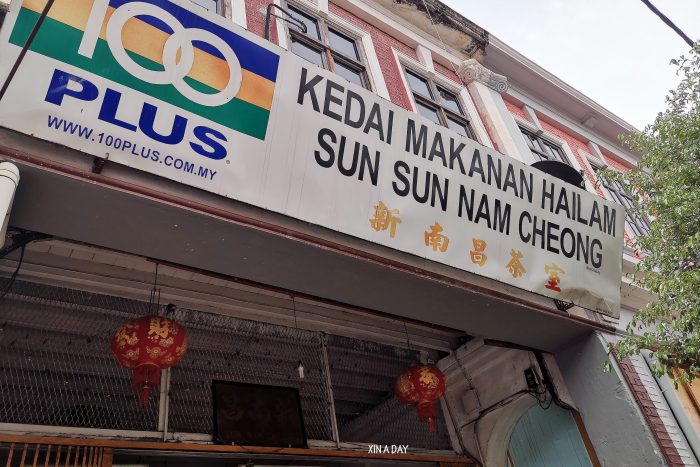 100
PLUS
WWW.100PLUS.COM.MY
KEDAI MAKANAN HAILAM
SUN SUN NAM CHEONG
新南昌茶室
XIN A DAY